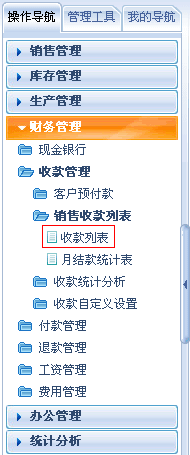 操作导航 管理工具 我的导航
销售管理
库存管理
生产管理
财务管理
现金银行
收款管理
客户预付款
销售收款列表
收款列表
月结款统计表
收款统计分析
收款自定义设置
付款管理
退款管理
工资管理
费用管理
办公管理
统计分析